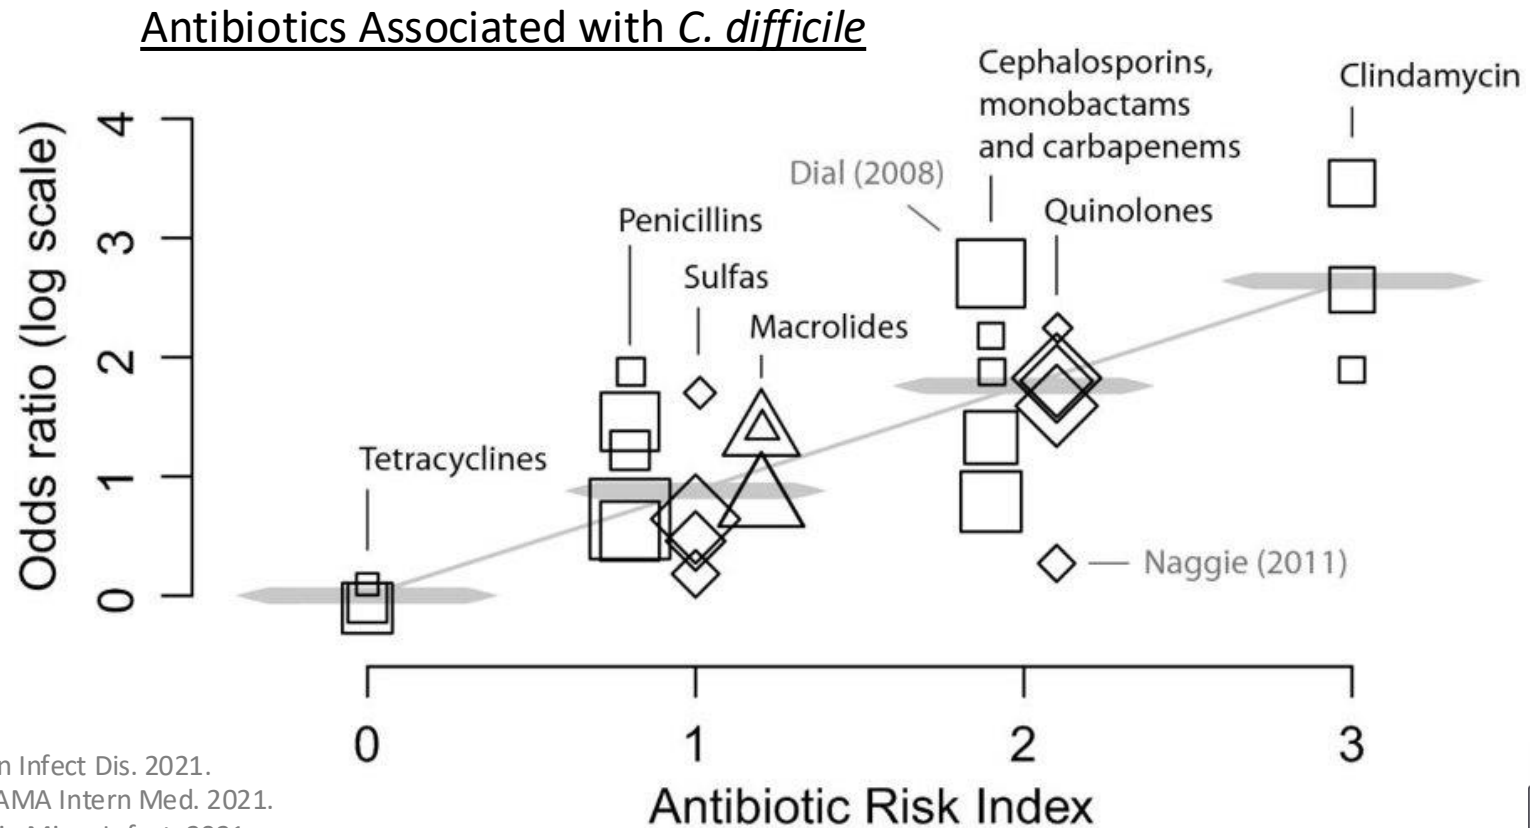 Antibiotics Associated with C. difficile
Cephalosporins,
monobactams
and carbapenems
Clindamycin
Dial (2008)
Quinolones
Penicillins
Sulfas
Macrolides
Tetracyclines
Naggie (2011)
Odds ratio (log scale)
4
3
2
1
0
0 1 2 3
Antibiotic Risk Index
Infect Dis. 2021.
Intern Med. 2021.